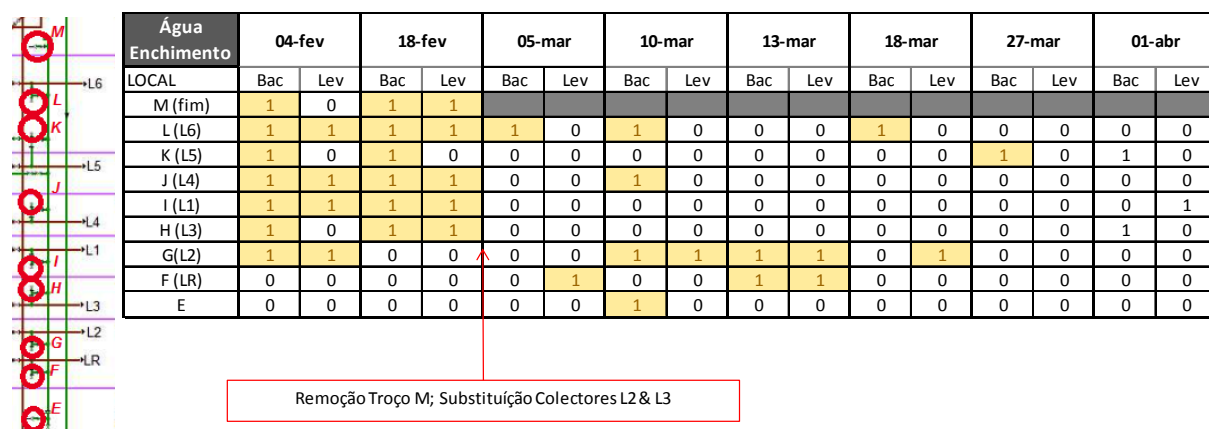 M
L6
L
K
L5
J
L4
L1
I
H
L3
L2
G
LR
F
E
Água Enchimento 04-fev 18-fev 05-mar 10-mar 13-mar 18-mar 27-mar 01-abr
LOCAL Bac Lev Bac Lev Bac Lev Bac Lev Bac Lev Bac Lev Bac Lev Bac Lev
M (fim) 1 0 1 1
L (L6) 1 1 1 1 1 0 1 0 0 0 1 0 0 0 0 0
K (L5) 1 0 1 0 0 0 0 0 0 0 0 0 1 0 1 0
J (L4) 1 1 1 1 0 0 1 0 0 0 0 0 0 0 0 0
I (L1) 1 1 1 1 0 0 0 0 0 0 0 0 0 0 0 1
H (L3) 1 0 1 1 0 0 0 0 0 0 0 0 0 0 1 0
G(L2) 1 1 0 0 0 0 1 1 1 1 0 1 0 0 0 0
F (LR) 0 0 0 0 0 1 0 0 1 1 0 0 0 0 0 0
E 0 0 0 0 0 0 1 0 0 0 0 0 0 0 0 0
Remoção Troço M; Substituíção Colectores L2 & L3